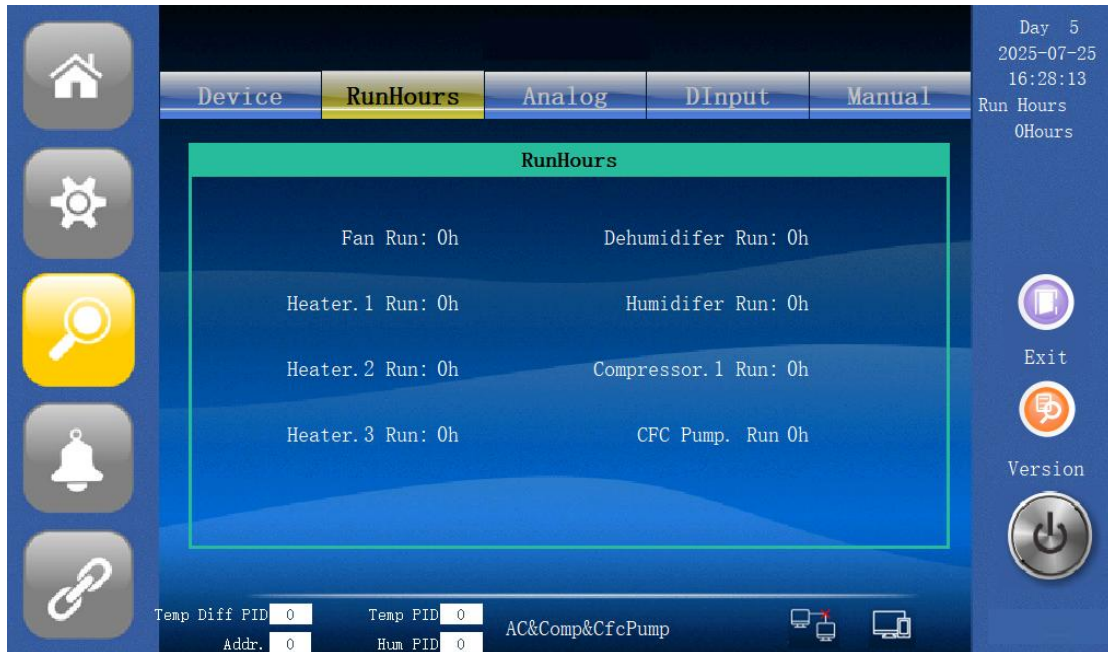 Day 5
2025-07-25
16:28:13
Run Hours
0Hours
Device RunHours Analog DInput Manual
RunHours
Fan Run: 0h Dehumidifer Run: 0h
Heater.1 Run: 0h Humidifer Run: 0h
Heater.2 Run: 0h Compressor.1 Run: 0h
Heater.3 Run: 0h CFC Pump. Run 0h
Exit
Version
Temp Diff PID 0 Temp PID 0 AC&Comp&CfcPump
Addr. 0 Hum PID 0